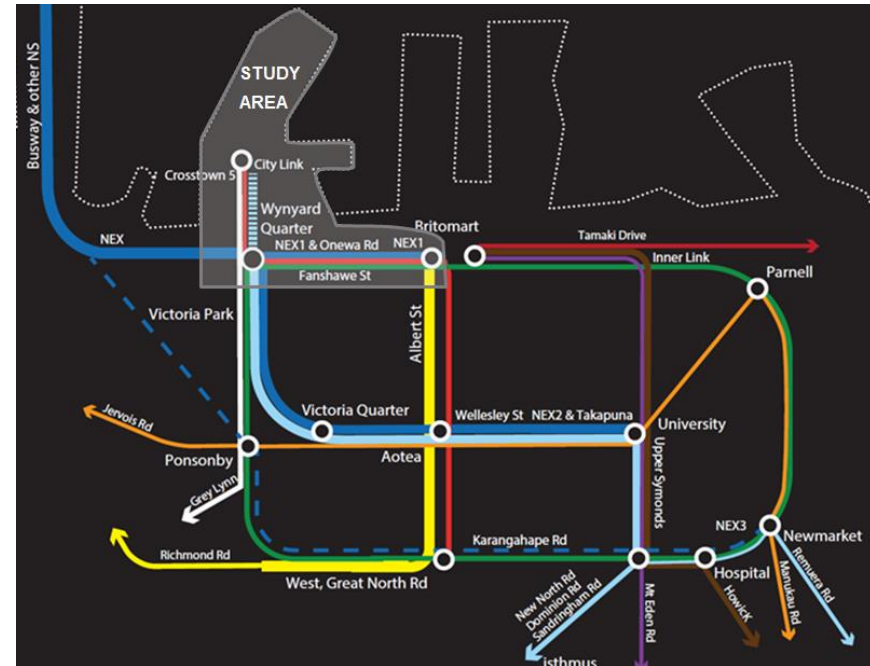 STUDY
AREA
Busway & other NS
Crosstown 5
City Link
Wynyard
Quarter
Britomart
NEX
NEX1 & Onewa Rd
NEX1
Tamaki Drive
Fanshawe St
Inner Link
Parnell
Victoria Park
Albert St
Jervois Rd
Victoria Quarter
Wellesley St
NEX2 & Takapuna
University
Ponsonby
Aotea
Upper Symonds
Grey Lynn
NEX3
Newmarket
Richmond Rd
Karangahape Rd
West, Great North Rd
Hospital
Remuera Rd
Manukau Rd
Howick
New North Rd
Dominion Rd
Sandringham Rd
Mt Eden Rd
isthmus